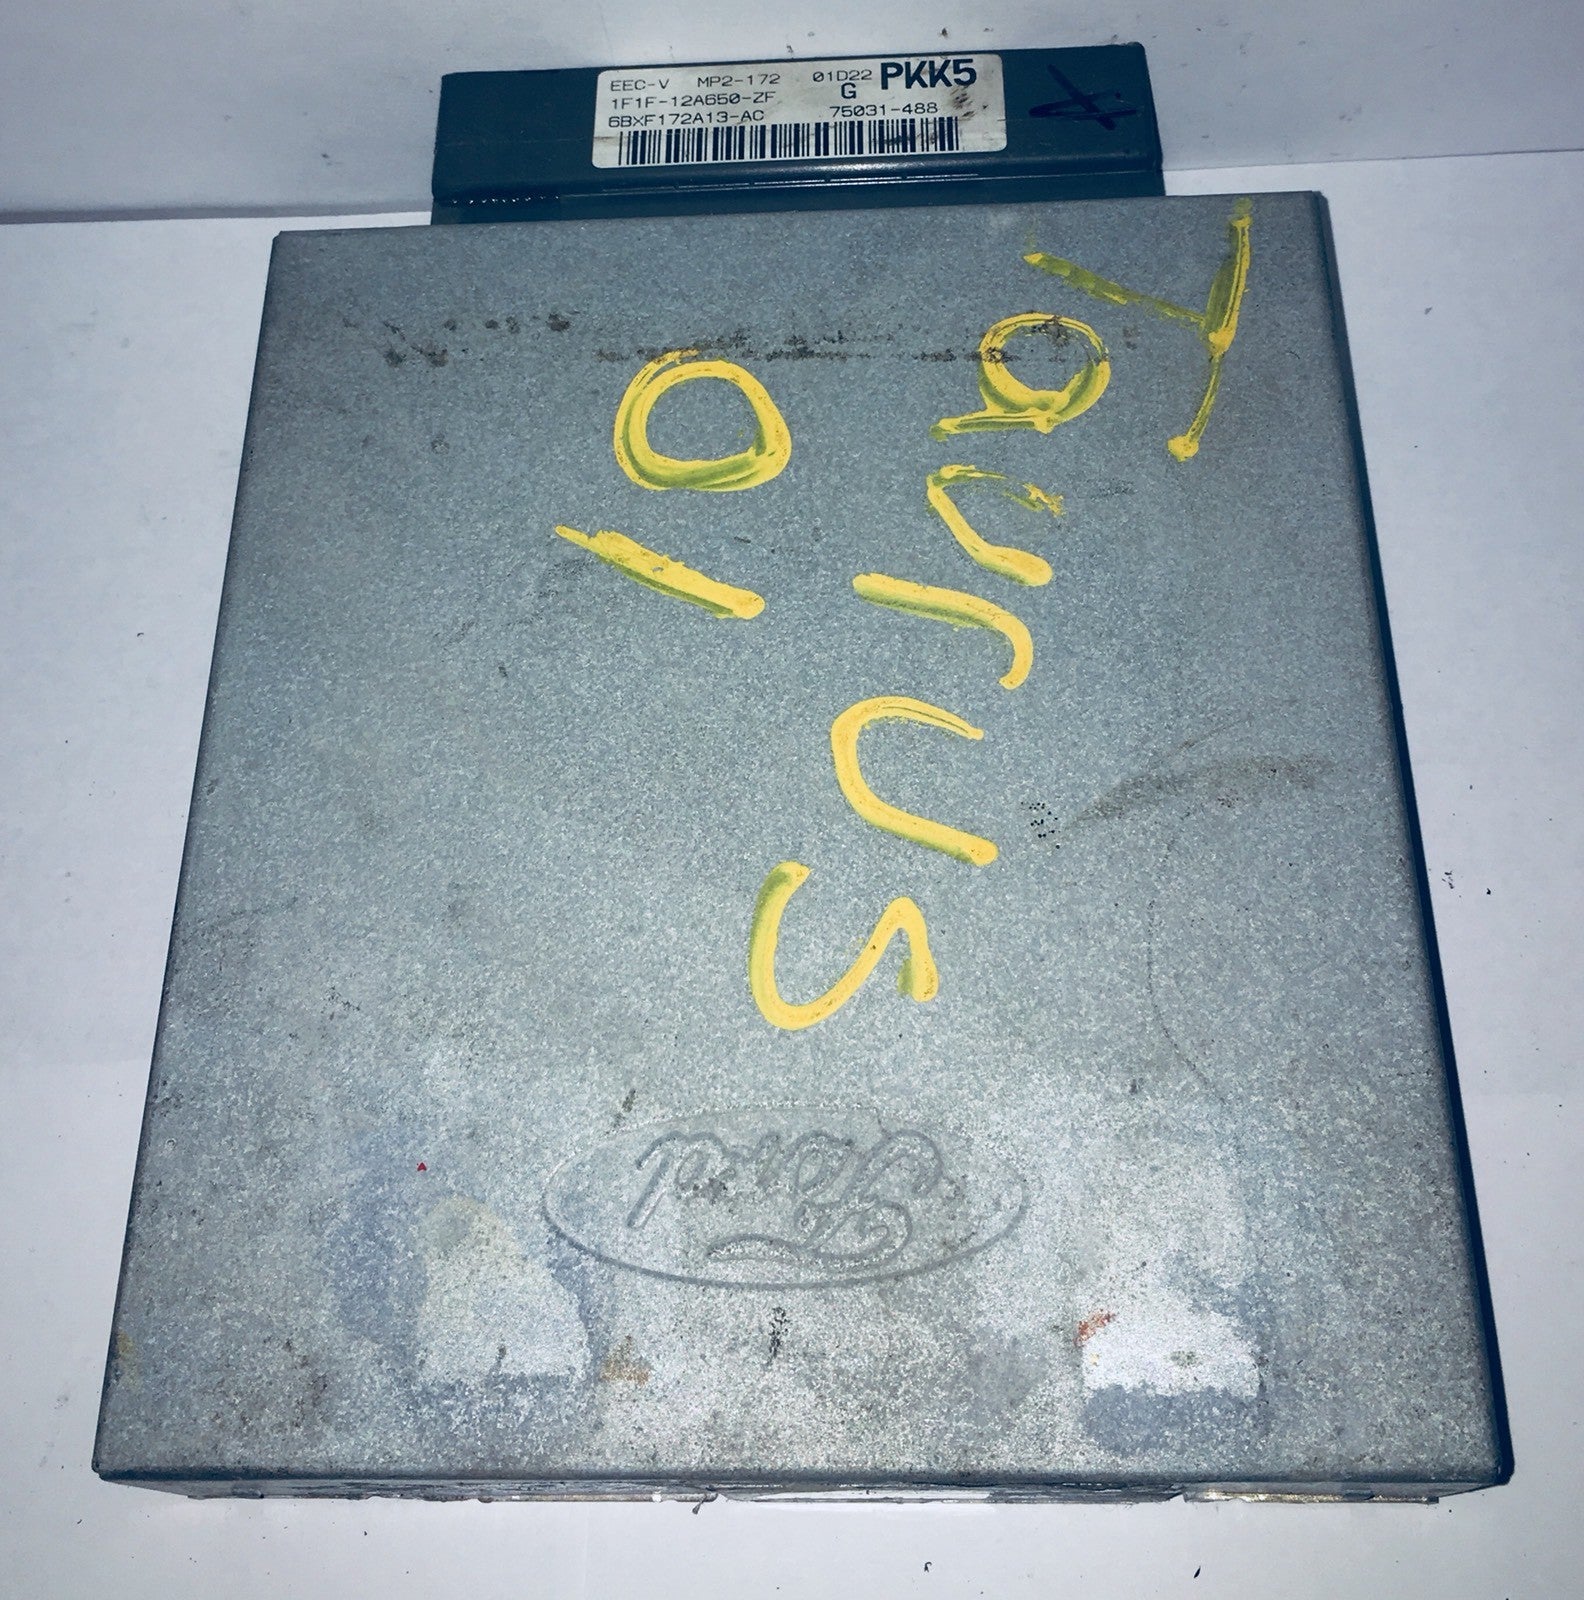 EEC-V MP2-172 01D22 PKK5
1F1F-12A650-ZF G
6BXF172A13-AC 75031-488
Taurus
01
Ford